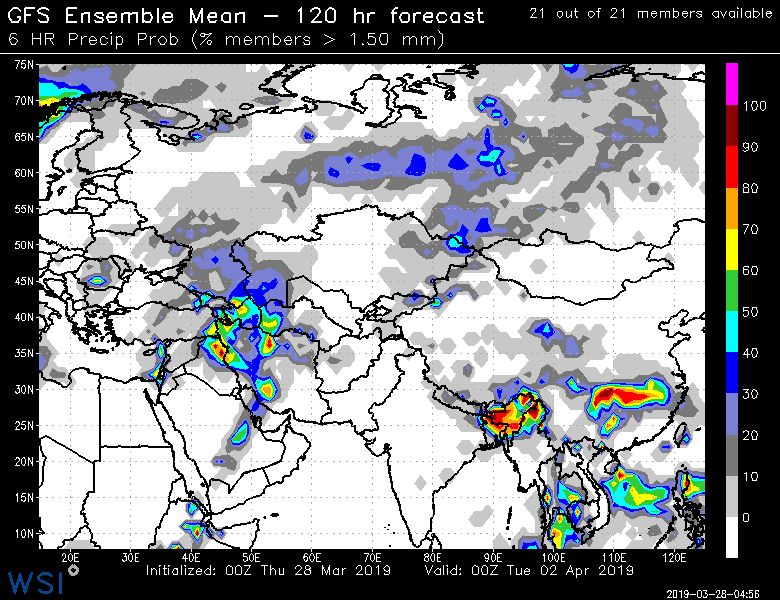 GFS Ensemble Mean – 120 hr forecast
21 out of 21 members available
6 HR Precip Prob (% members > 1.50 mm)
75N
70N
65N
60N
55N
50N
45N
40N
35N
30N
25N
20N
15N
10N
100
90
80
70
60
50
40
30
20
10
0
20E 30E 40E 50E 60E 70E 80E 90E 100E 110E 120E
Initialized: 00Z Thu 28 Mar 2019 Valid: 00Z Tue 02 Apr 2019
WSI
2019-03-28-04:56